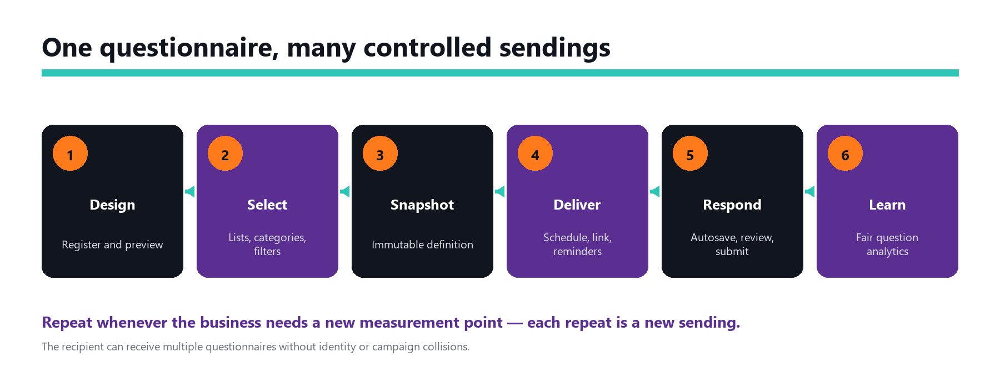 One questionnaire, many controlled sendings
1
Design
Register and preview
2
Select
Lists, categories,
filters
3
Snapshot
Immutable definition
4
Deliver
Schedule, link,
reminders
5
Respond
Autosave, review,
submit
6
Learn
Fair question
analytics
Repeat whenever the business needs a new measurement point — each repeat is a new sending.
The recipient can receive multiple questionnaires without identity or campaign collisions.